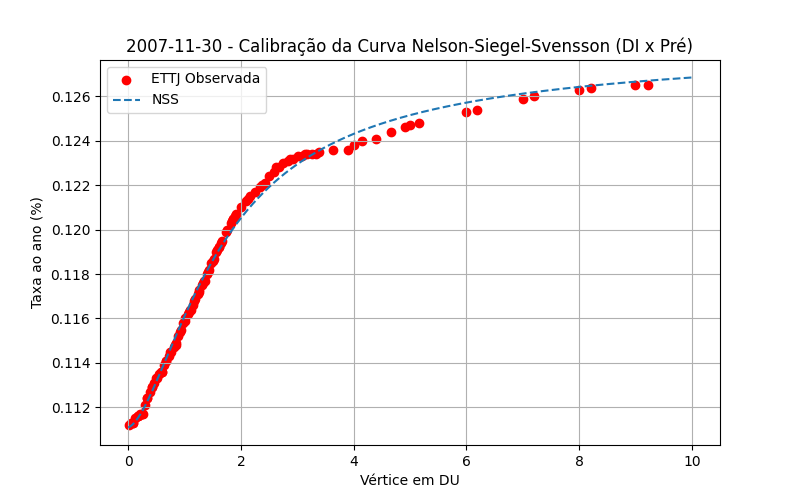 2007-11-30 - Calibração da Curva Nelson-Siegel-Svensson (DI x Pré)
ETTJ Observada
NSS
Taxa ao ano (%)
0.126
0.124
0.122
0.120
0.118
0.116
0.114
0.112
0 2 4 6 8 10
Vértice em DU